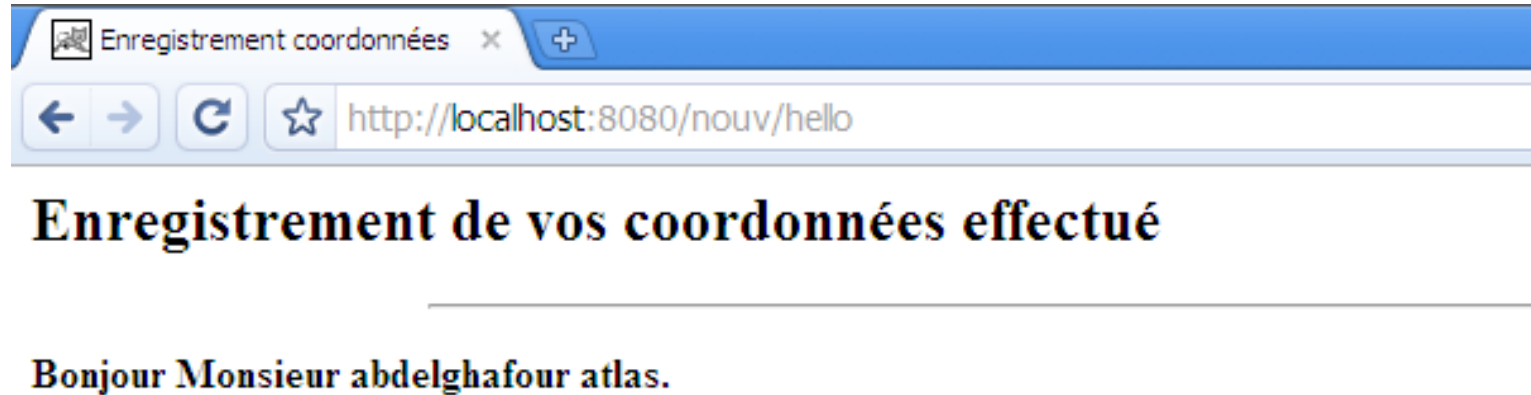 Enregistrement coordonnées
http://localhost:8080/nouv/hello
Enregistrement de vos coordonnées effectué
Bonjour Monsieur abdelghafour atlas.